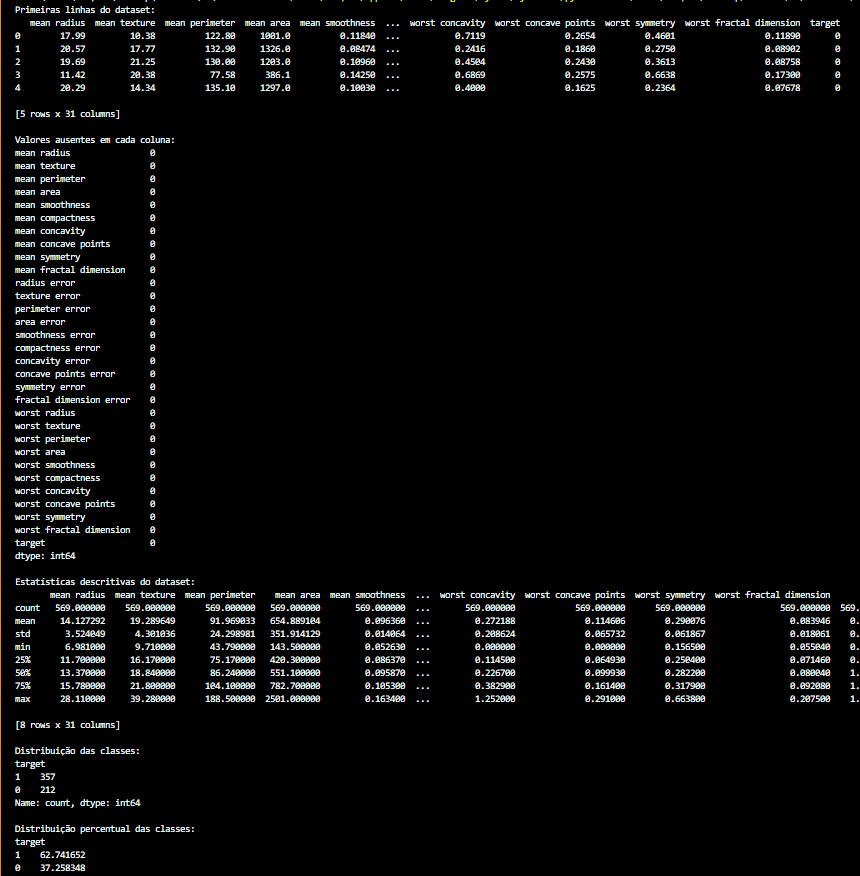 Primeiras linhas do dataset:
mean radius mean texture mean perimeter mean area mean smoothness ... worst concavity worst concave points worst symmetry worst fractal dimension target
0 17.99 10.38 122.80 1001.0 0.11840 ... 0.7119 0.2654 0.4601 0.11890 0
1 20.57 17.77 132.90 1326.0 0.08474 ... 0.2416 0.1860 0.2750 0.08902 0
2 19.69 21.25 130.00 1203.0 0.10960 ... 0.4504 0.2430 0.3613 0.08758 0
3 11.42 20.38 77.58 386.1 0.14250 ... 0.6869 0.2575 0.6638 0.17300 0
4 20.29 14.34 135.10 1297.0 0.10030 ... 0.4000 0.1625 0.2364 0.07678 0
[5 rows x 31 columns]
Valores ausentes em cada coluna:
mean radius 0
mean texture 0
mean perimeter 0
mean area 0
mean smoothness 0
mean compactness 0
mean concavity 0
mean concave points 0
mean symmetry 0
mean fractal dimension 0
radius error 0
texture error 0
perimeter error 0
area error 0
smoothness error 0
compactness error 0
concavity error 0
concave points error 0
symmetry error 0
fractal dimension error 0
worst radius 0
worst texture 0
worst perimeter 0
worst area 0
worst smoothness 0
worst compactness 0
worst concavity 0
worst concave points 0
worst symmetry 0
worst fractal dimension 0
target 0
dtype: int64
Estatísticas descritivas do dataset:
mean radius mean texture mean perimeter mean area mean smoothness ... worst concavity worst concave points worst symmetry worst fractal dimension
count 569.000000 569.000000 569.000000 569.000000 569.000000 ... 569.000000 569.000000 569.000000 569.000000 569.
mean 14.127292 19.289649 91.969033 654.889104 0.096360 ... 0.272188 0.114606 0.290076 0.083946 0.
std 3.524049 4.301036 24.298981 351.914129 0.014064 ... 0.208624 0.065732 0.061867 0.018061 0.
min 6.981000 9.710000 43.790000 143.500000 0.052630 ... 0.000000 0.000000 0.156500 0.055040 0.
25% 11.700000 16.170000 75.170000 420.300000 0.086370 ... 0.114500 0.064930 0.250400 0.071460 0.
50% 13.370000 18.840000 86.240000 551.100000 0.095870 ... 0.226700 0.099930 0.282200 0.080040 1.
75% 15.780000 21.800000 104.100000 782.700000 0.105300 ... 0.382900 0.161400 0.317900 0.092080 1.
max 28.110000 39.280000 188.500000 2501.000000 0.163400 ... 1.252000 0.291000 0.663800 0.207500 1.
[8 rows x 31 columns]
Distribuição das classes:
target
1 357
0 212
Name: count, dtype: int64
Distribuição percentual das classes:
target
1 62.741652
0 37.258348